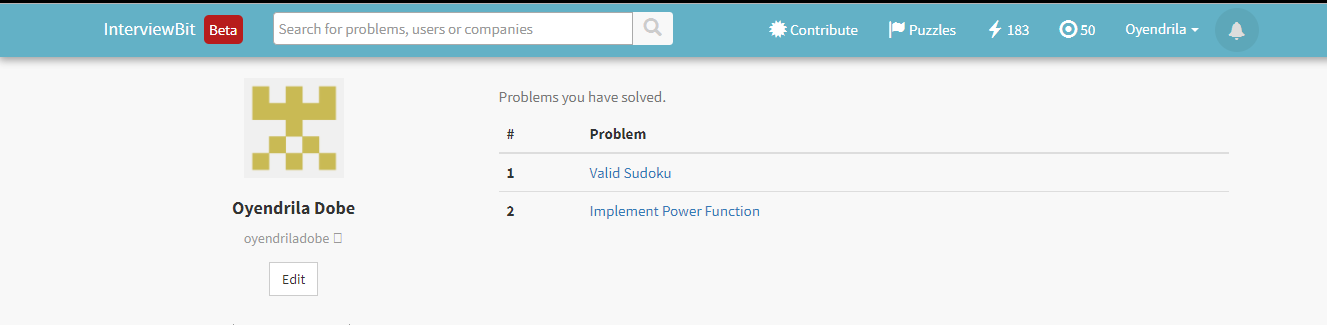 InterviewBit Beta Search for problems, users or companies Contribute Puzzles 183 50 Oyendrila
Problems you have solved.
# Problem
1 Valid Sudoku
2 Implement Power Function
Oyendrila Dobe
oyendriladobe
Edit